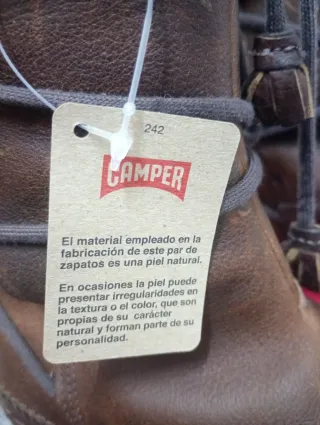 242
CAMPER
El material empleado en la
fabricación de este par de
zapatos es una piel natural.
En ocasiones la piel puede
presentar irregularidades en
la textura o el color, que son
propias de su carácter
natural y forman parte de su
personalidad.